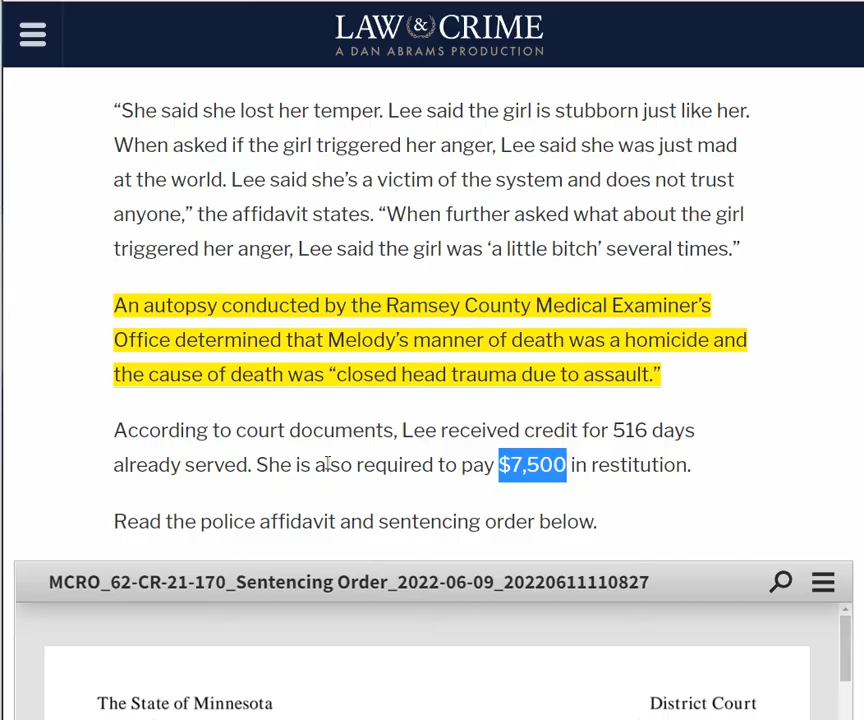 LAW & CRIME
A DAN ABRAMS PRODUCTION
“She said she lost her temper. Lee said the girl is stubborn just like her.
When asked if the girl triggered her anger, Lee said she was just mad
at the world. Lee said she’s a victim of the system and does not trust
anyone,” the affidavit states. “When further asked what about the girl
triggered her anger, Lee said the girl was ‘a little bitch’ several times.”
An autopsy conducted by the Ramsey County Medical Examiner’s
Office determined that Melody’s manner of death was a homicide and
the cause of death was “closed head trauma due to assault.”
According to court documents, Lee received credit for 516 days
already served. She is also required to pay $7,500 in restitution.
Read the police affidavit and sentencing order below.
MCRO_62-CR-21-170_Sentencing Order_2022-06-09_20220611110827
The State of Minnesota
District Court